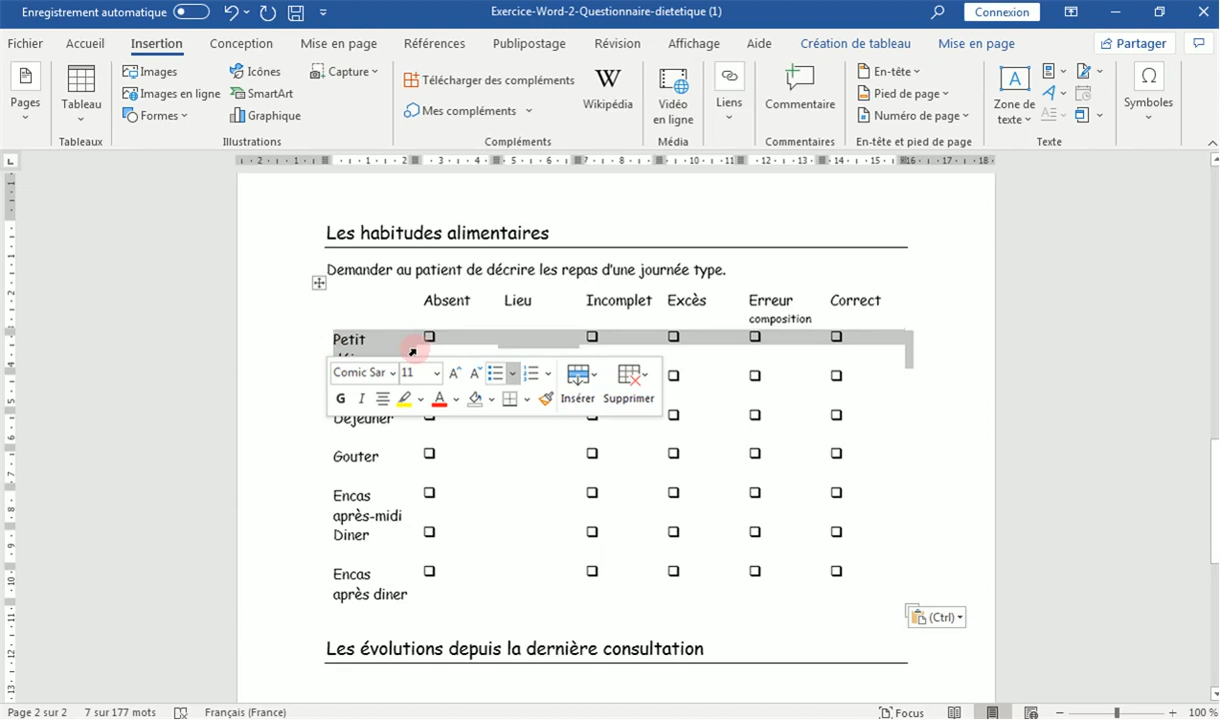 Enregistrement automatique
Exercice-Word-2-Questionnaire-dietetique (1)
Connexion
Fichier Accueil Insertion Conception Mise en page Références Publipostage Révision Affichage Aide Création de tableau Mise en page Partager
Pages
Tableau
Tableaux
Images
Images en ligne
Formes
Icônes
SmartArt
Graphique
Capture
Illustrations
Télécharger des compléments
Mes compléments
Wikipédia
Compléments
Vidéo
en ligne
Média
Liens
Commentaire
Commentaires
En-tête
Pied de page
Numéro de page
En-tête et pied de page
Zone de
texte
Texte
Symboles
Les habitudes alimentaires
Demander au patient de décrire les repas d'une journée type.
Absent Lieu Incomplet Excès Erreur Correct
composition
Petit
Comic Sar 11
G I A Insérer Supprimer
Déjeuner
Gouter
Encas
après-midi
Diner
Encas
après diner
(Ctrl)
Les évolutions depuis la dernière consultation
Page 2 sur 2 7 sur 177 mots Français (France) Focus 100 %